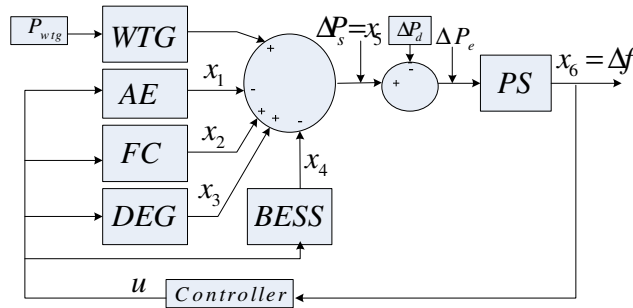 P_wtg
WTG
+
ΔP_s = x_5
ΔP_d
ΔP_e
x_6 = Δf
AE
x_1
-
+
-
PS
FC
x_2
+
+
-
x_3
x_4
DEG
BESS
u
Controller